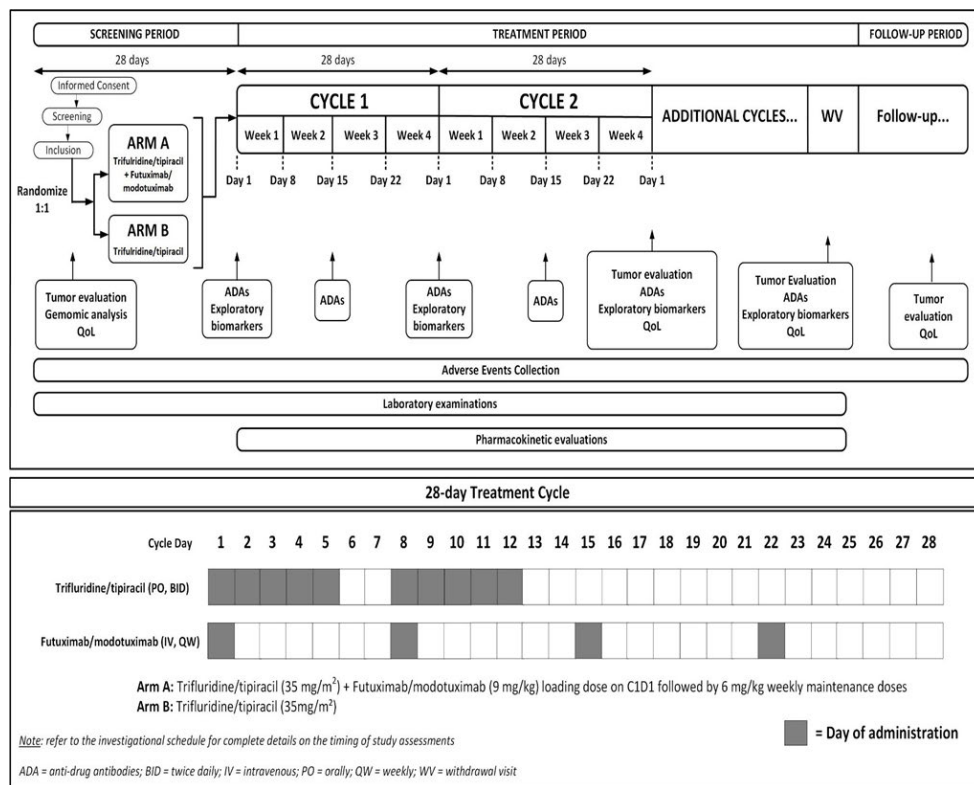 SCREENING PERIOD
TREATMENT PERIOD
FOLLOW-UP PERIOD
28 days
28 days
28 days
Informed Consent
Screening
Inclusion
Randomize
1:1
ARM A
Trifulridine/tipiracil
+ Futuximab/
modotuximab
ARM B
Trifulridine/tipiracil
CYCLE 1
CYCLE 2
Week 1
Week 2
Week 3
Week 4
Week 1
Week 2
Week 3
Week 4
ADDITIONAL CYCLES...
WV
Follow-up...
Day 1
Day 8
Day 15
Day 22
Day 1
Day 8
Day 15
Day 22
Day 1
Tumor evaluation
Gemomic analysis
QoL
ADAs
Exploratory
biomarkers
ADAs
ADAs
Exploratory
biomarkers
ADAs
Tumor evaluation
ADAs
Exploratory biomarkers
QoL
Tumor Evaluation
ADAs
Exploratory biomarkers
QoL
Tumor
evaluation
QoL
Adverse Events Collection
Laboratory examinations
Pharmacokinetic evaluations
28-day Treatment Cycle
Cycle Day 1 2 3 4 5 6 7 8 9 10 11 12 13 14 15 16 17 18 19 20 21 22 23 24 25 26 27 28
Trifluridine/tipiracil (PO, BID)
Futuximab/modotuximab (IV, QW)
Arm A: Trifluridine/tipiracil (35 mg/m²) + Futuximab/modotuximab (9 mg/kg) loading dose on C1D1 followed by 6 mg/kg weekly maintenance doses
Arm B: Trifluridine/tipiracil (35mg/m²)
Note: refer to the investigational schedule for complete details on the timing of study assessments
= Day of administration
ADA = anti-drug antibodies; BID = twice daily; IV = intravenous; PO = orally; QW = weekly; WV = withdrawal visit